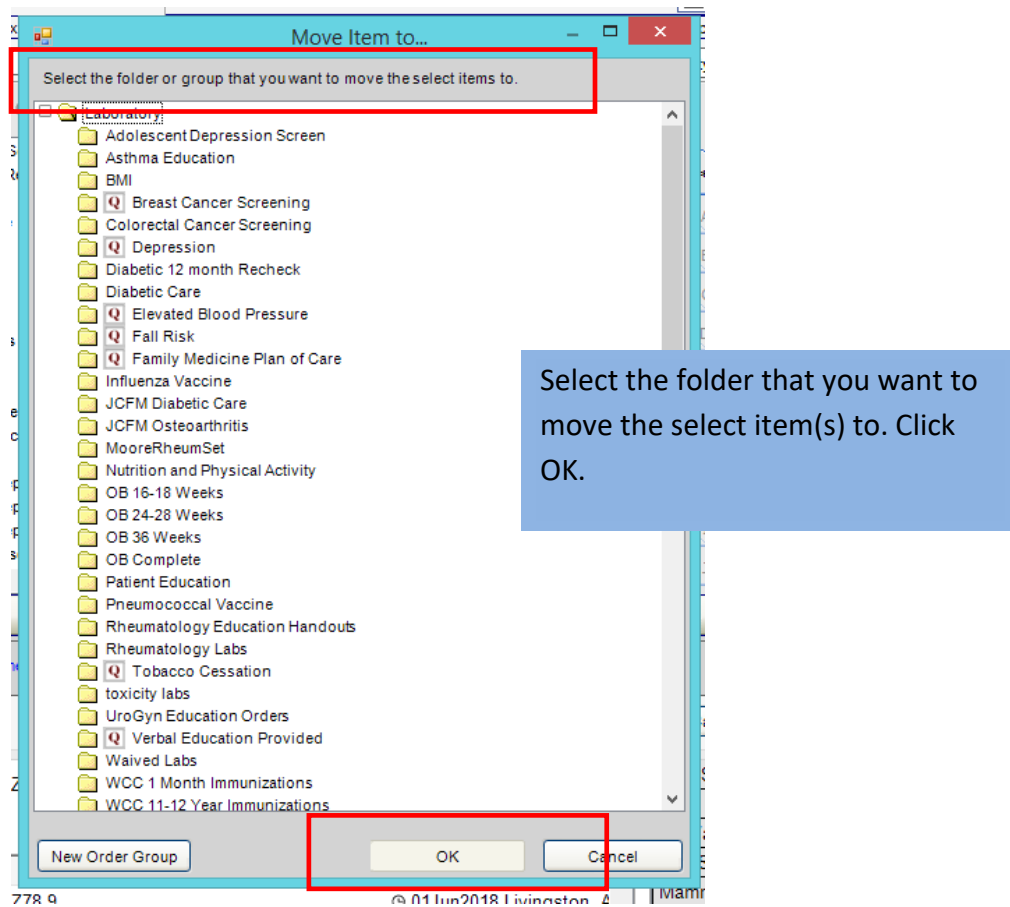 Move Item to...
Select the folder or group that you want to move the select items to.
Laboratory
Adolescent Depression Screen
Asthma Education
BMI
Q Breast Cancer Screening
Colorectal Cancer Screening
Q Depression
Diabetic 12 month Recheck
Diabetic Care
Q Elevated Blood Pressure
Q Fall Risk
Q Family Medicine Plan of Care
Influenza Vaccine
JCFM Diabetic Care
JCFM Osteoarthritis
MooreRheumSet
Nutrition and Physical Activity
OB 16-18 Weeks
OB 24-28 Weeks
OB 36 Weeks
OB Complete
Patient Education
Pneumococcal Vaccine
Rheumatology Education Handouts
Rheumatology Labs
Q Tobacco Cessation
toxicity labs
UroGyn Education Orders
Q Verbal Education Provided
Waived Labs
WCC 1 Month Immunizations
WCC 11-12 Year Immunizations
Select the folder that you want to
move the select item(s) to. Click
OK.
New Order Group OK Cancel
Z78.9 01Jun2018 Livingston, A